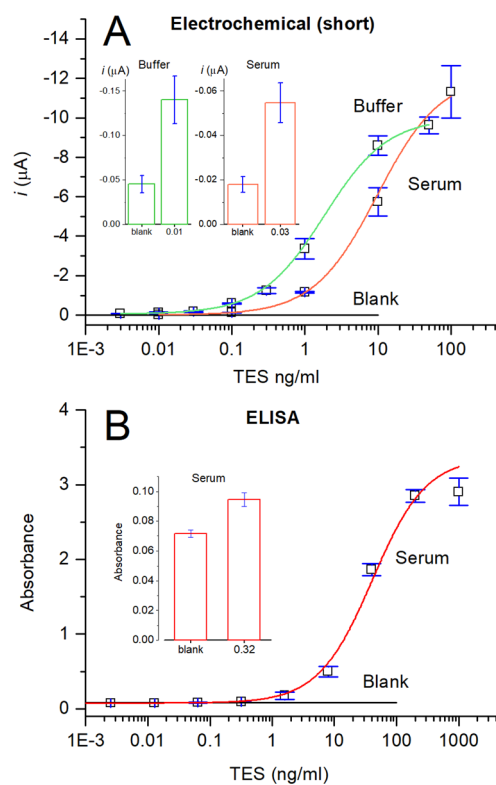 A
Electrochemical (short)
-14
-12
-10
-8
-6
-4
-2
0
i (µA)
i (µA) Buffer
-0.15
-0.10
-0.05
0.00
blank 0.01
i (µA) Serum
-0.06
-0.04
-0.02
0.00
blank 0.03
Buffer
Serum
Blank
1E-3 0.01 0.1 1 10 100
TES ng/ml
B
ELISA
4
3
2
1
0
Absorbance
Serum
0.10
0.08
0.06
0.04
0.02
0.00
Absorbance
blank 0.32
Serum
Blank
1E-3 0.01 0.1 1 10 100 1000
TES (ng/ml)